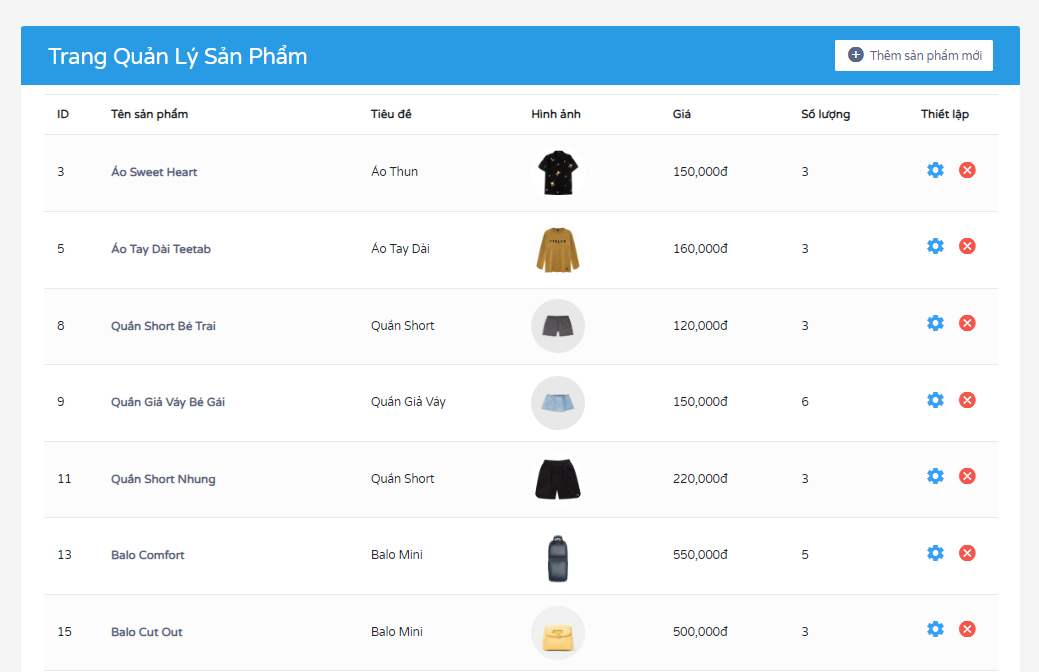 Trang Quản Lý Sản Phẩm
Thêm sản phẩm mới
ID Tên sản phẩm Tiêu đề Hình ảnh Giá Số lượng Thiết lập
3 Áo Sweet Heart Áo Thun 150,000đ 3
5 Áo Tay Dài Teetab Áo Tay Dài 160,000đ 3
8 Quần Short Bé Trai Quần Short 120,000đ 3
9 Quần Giả Váy Bé Gái Quần Giả Váy 150,000đ 6
11 Quần Short Nhung Quần Short 220,000đ 3
13 Balo Comfort Balo Mini 550,000đ 5
15 Balo Cut Out Balo Mini 500,000đ 3